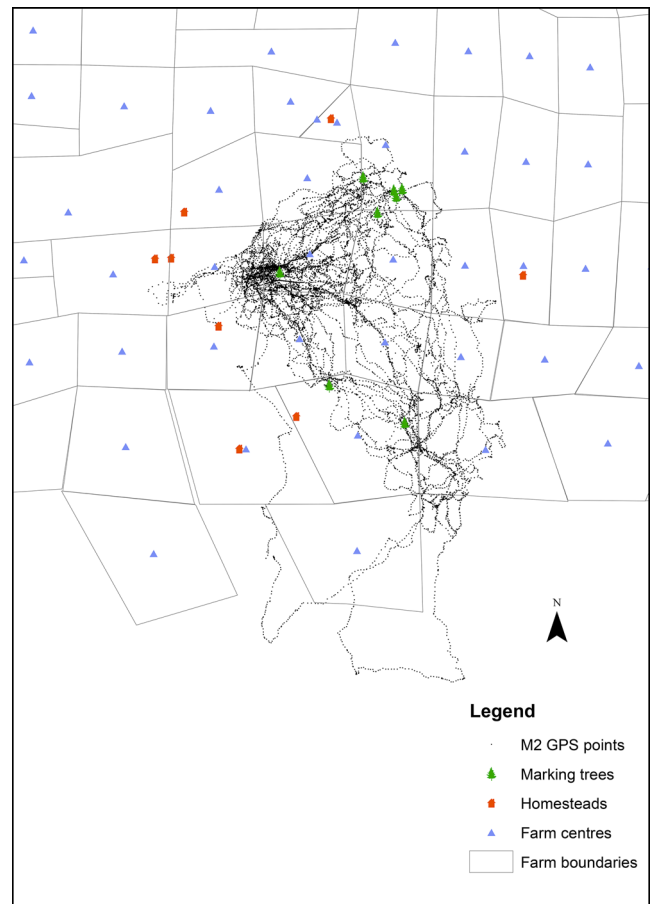 N
Legend
M2 GPS points
Marking trees
Homesteads
Farm centres
Farm boundaries